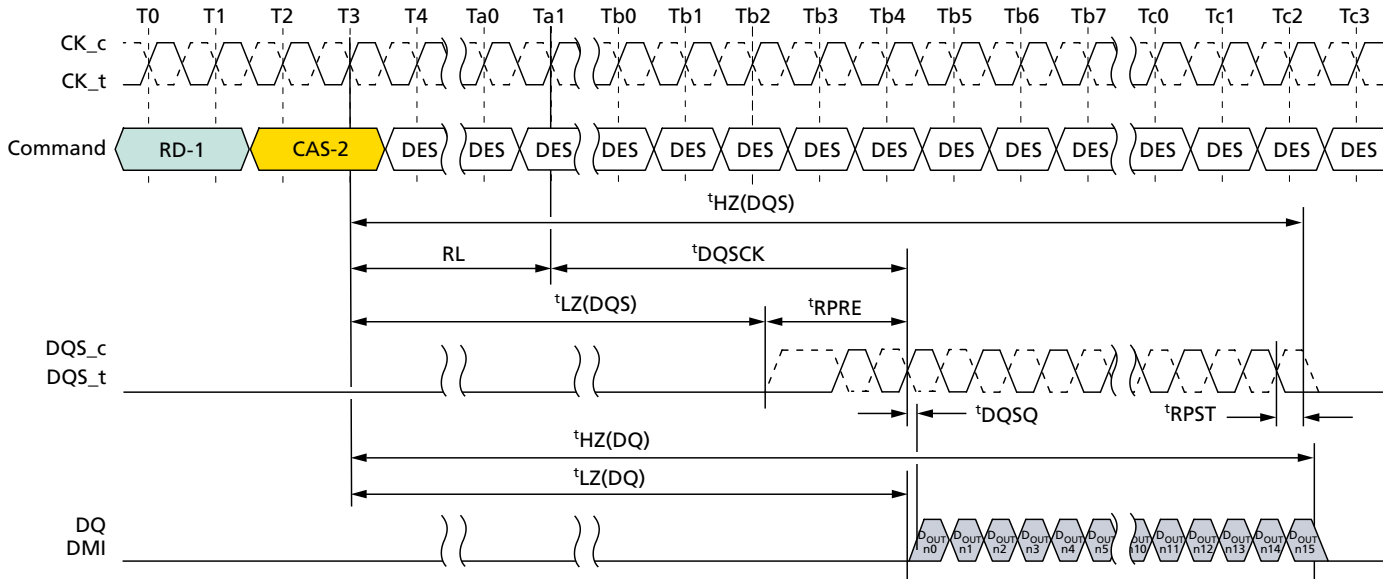 T0 T1 T2 T3 T4 Ta0 Ta1 Tb0 Tb1 Tb2 Tb3 Tb4 Tb5 Tb6 Tb7 Tc0 Tc1 Tc2 Tc3
CK_c
CK_t
Command RD-1 CAS-2 DES DES DES DES DES DES DES DES DES DES DES DES DES DES DES
tHZ(DQS)
RL tDQSCK
tLZ(DQS) tRPRE
DQS_c
DQS_t
tDQSQ tRPST
tHZ(DQ)
tLZ(DQ)
DQ
DMI
DOUT n0 DOUT n1 DOUT n2 DOUT n3 DOUT n4 DOUT n5 DOUT n10 DOUT n11 DOUT n12 DOUT n13 DOUT n14 DOUT n15